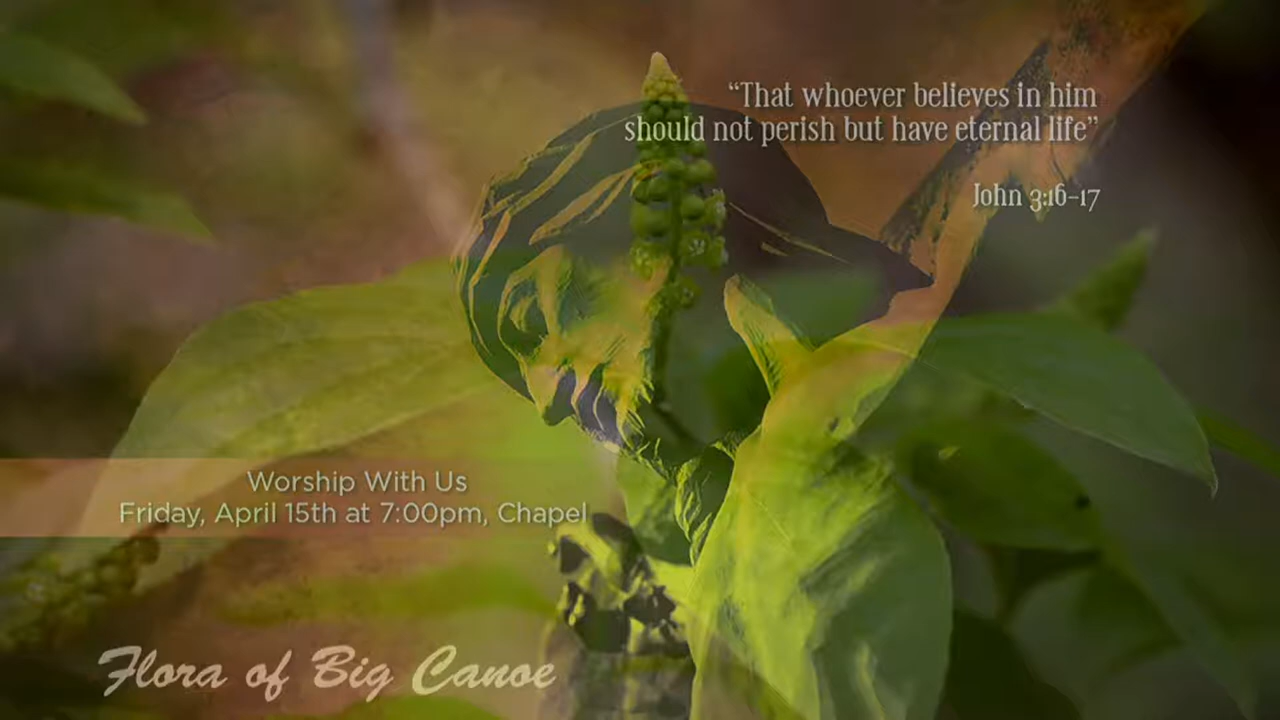 “That whoever believes in him
should not perish but have eternal life”
John 3:16-17
Worship With Us
Friday, April 15th at 7:00pm, Chapel
Flora of Big Canoe